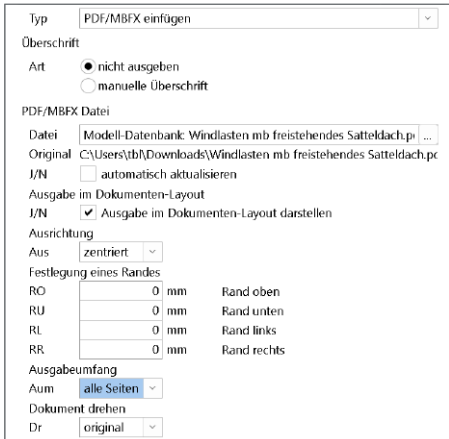 Typ PDF/MBFX einfügen
Überschrift
Art nicht ausgeben
manuelle Überschrift
PDF/MBFX Datei
Datei Modell-Datenbank: Windlasten mb freistehendes Satteldach.p ...
Original C:\Users\tbl\Downloads\Windlasten mb freistehendes Satteldach.pc
J/N automatisch aktualisieren
Ausgabe im Dokumenten-Layout
J/N Ausgabe im Dokumenten-Layout darstellen
Ausrichtung
Aus zentriert
Festlegung eines Randes
RO 0 mm Rand oben
RU 0 mm Rand unten
RL 0 mm Rand links
RR 0 mm Rand rechts
Ausgabeumfang
Aum alle Seiten
Dokument drehen
Dr original